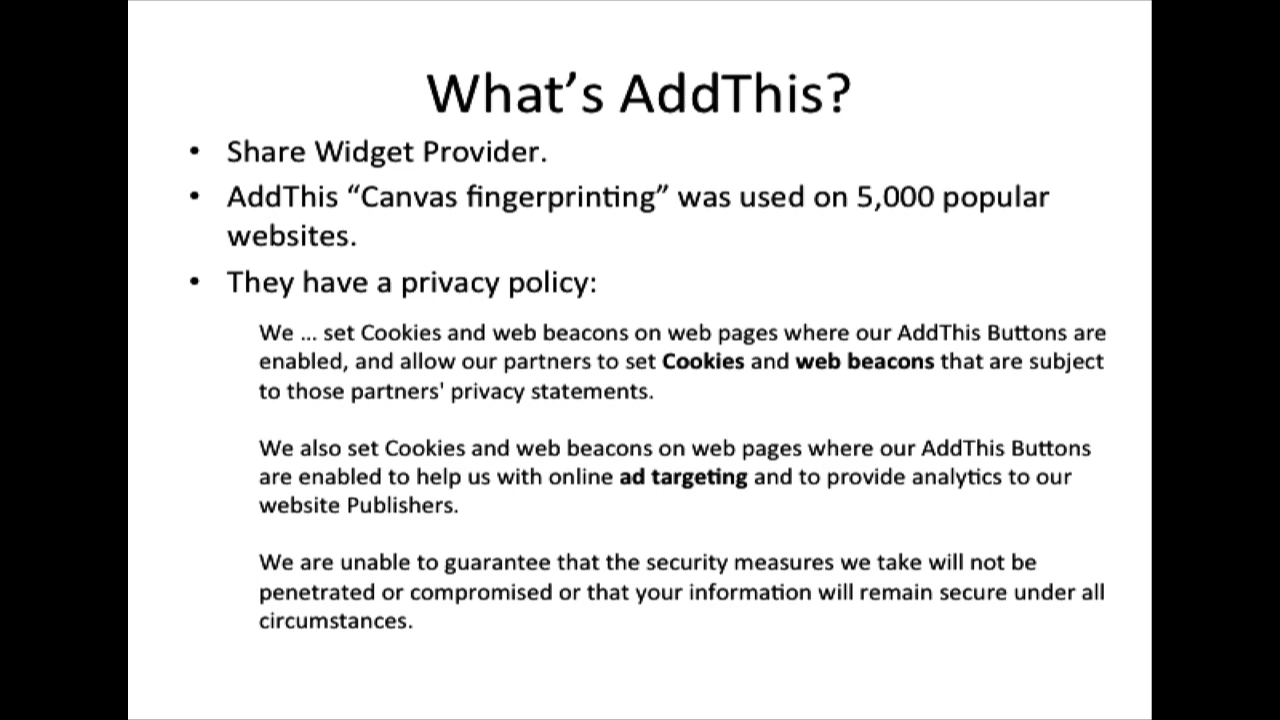 What’s AddThis?
• Share Widget Provider.
• AddThis “Canvas fingerprinting” was used on 5,000 popular
websites.
• They have a privacy policy:
We ... set Cookies and web beacons on web pages where our AddThis Buttons are
enabled, and allow our partners to set Cookies and web beacons that are subject
to those partners' privacy statements.
We also set Cookies and web beacons on web pages where our AddThis Buttons
are enabled to help us with online ad targeting and to provide analytics to our
website Publishers.
We are unable to guarantee that the security measures we take will not be
penetrated or compromised or that your information will remain secure under all
circumstances.